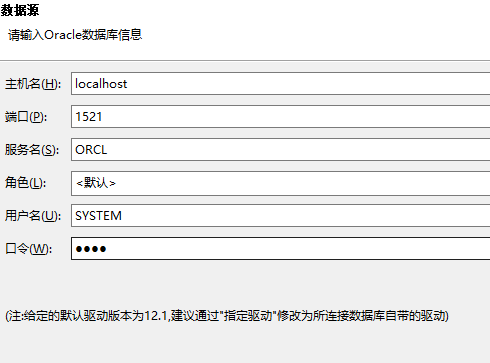 数据源
请输入Oracle数据库信息
主机名(H): localhost
端口(P): 1521
服务名(S): ORCL
角色(L): <默认>
用户名(U): SYSTEM
口令(W): ●●●●
(注:给定的默认驱动版本为12.1,建议通过"指定驱动"修改为所连接数据库自带的驱动)